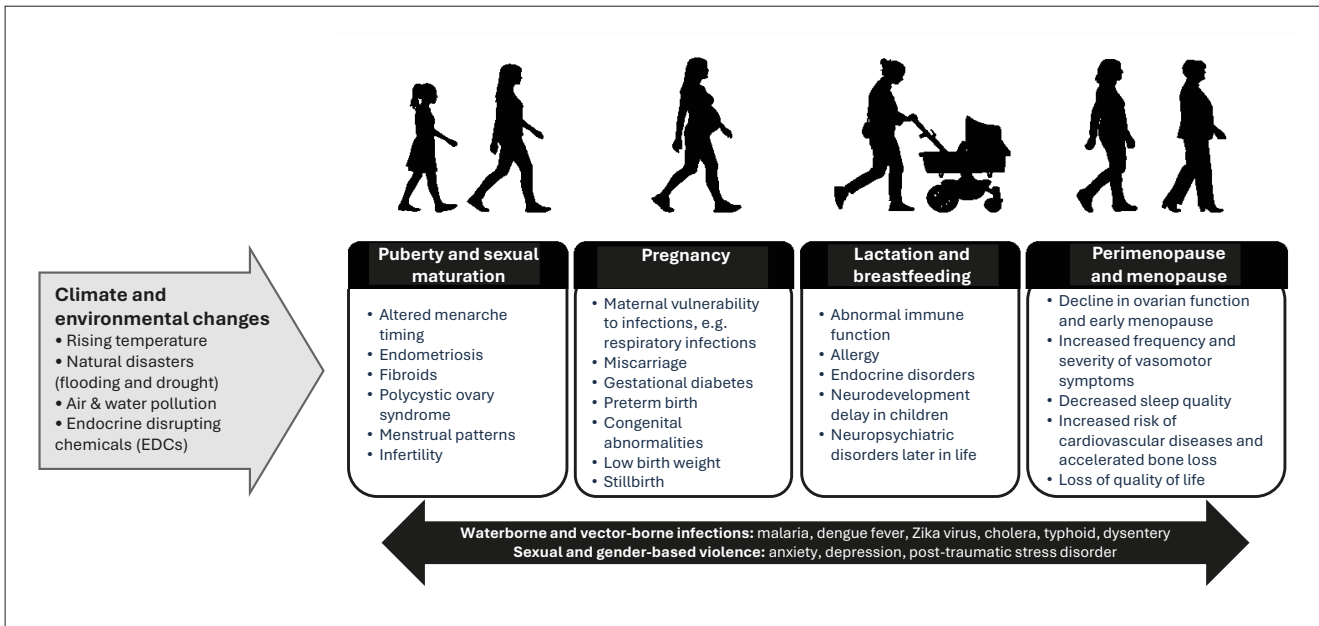 Climate and
environmental changes
• Rising temperature
• Natural disasters
(flooding and drought)
• Air & water pollution
• Endocrine disrupting
chemicals (EDCs)
Puberty and sexual
maturation
• Altered menarche
timing
• Endometriosis
• Fibroids
• Polycystic ovary
syndrome
• Menstrual patterns
• Infertility
Pregnancy
• Maternal vulnerability
to infections, e.g.
respiratory infections
• Miscarriage
• Gestational diabetes
• Preterm birth
• Congenital
abnormalities
• Low birth weight
• Stillbirth
Lactation and
breastfeeding
• Abnormal immune
function
• Allergy
• Endocrine disorders
• Neurodevelopment
delay in children
• Neuropsychiatric
disorders later in life
Perimenopause
and menopause
• Decline in ovarian function
and early menopause
• Increased frequency and
severity of vasomotor
symptoms
• Decreased sleep quality
• Increased risk of
cardiovascular diseases and
accelerated bone loss
• Loss of quality of life
Waterborne and vector-borne infections: malaria, dengue fever, Zika virus, cholera, typhoid, dysentery
Sexual and gender-based violence: anxiety, depression, post-traumatic stress disorder